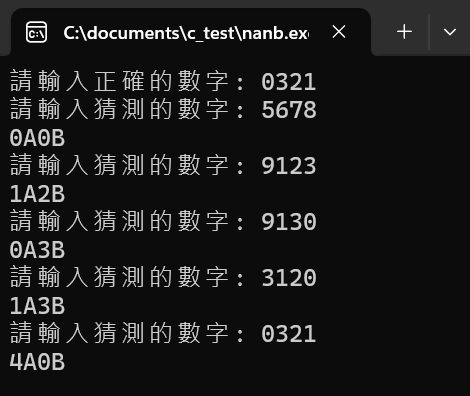 C:\documents\c_test\nanb.exe
請輸入正確的數字: 0321
請輸入猜測的數字: 5678
0A0B
請輸入猜測的數字: 9123
1A2B
請輸入猜測的數字: 9130
0A3B
請輸入猜測的數字: 3120
1A3B
請輸入猜測的數字: 0321
4A0B